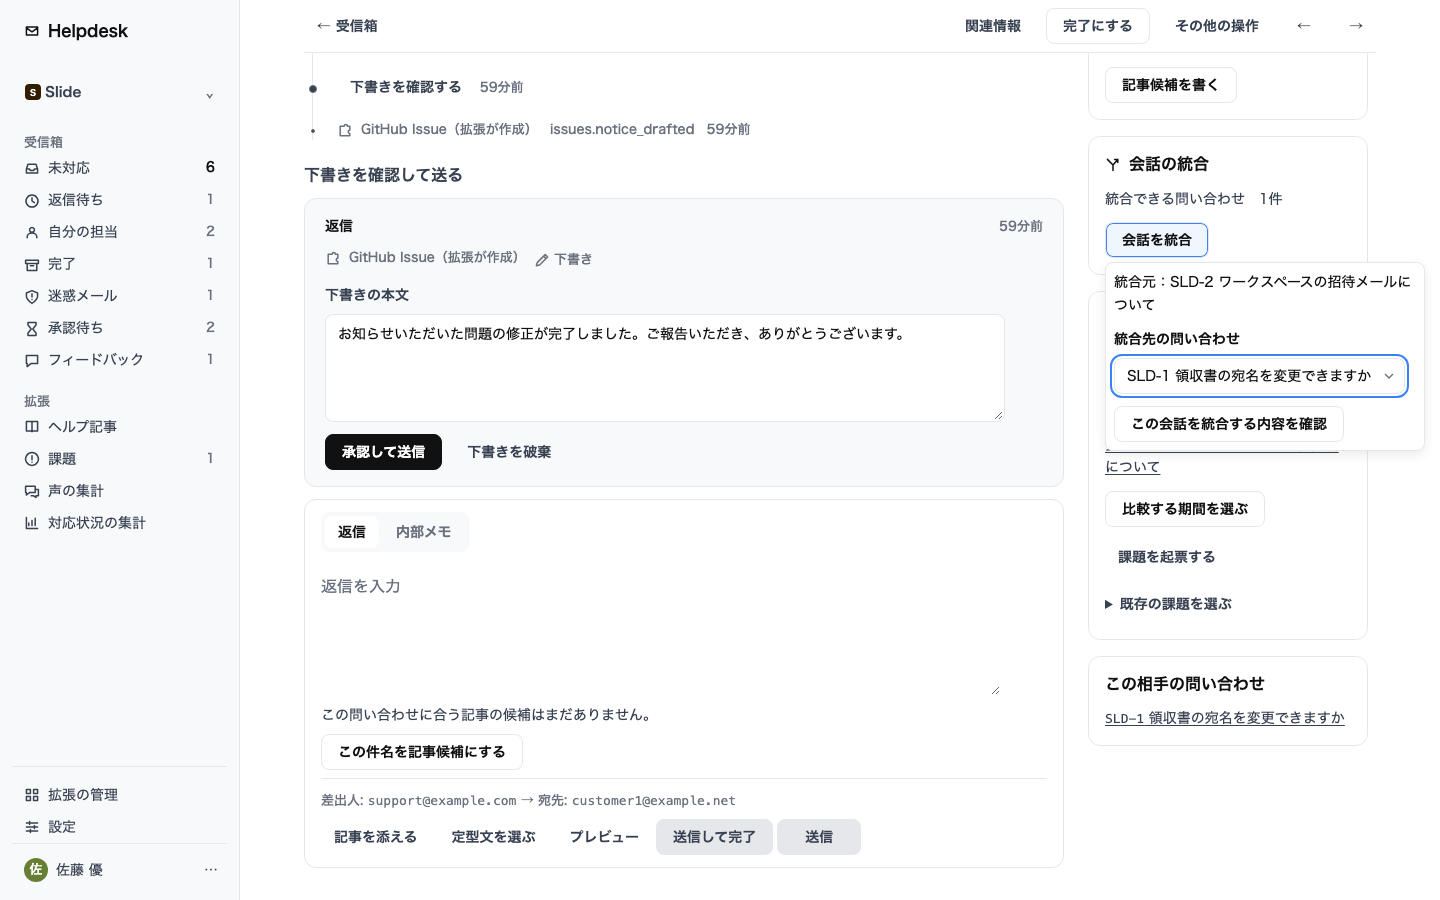 Helpdesk
S Slide
受信箱
未対応 6
返信待ち 1
自分の担当 2
完了 1
迷惑メール 1
承認待ち 2
フィードバック 1
拡張
ヘルプ記事
課題 1
声の集計
対応状況の集計
拡張の管理
設定
佐 佐藤 優 …
← 受信箱
関連情報 完了にする その他の操作 ← →
下書きを確認する 59分前
GitHub Issue（拡張が作成） issues.notice_drafted 59分前
下書きを確認して送る
返信 59分前
GitHub Issue（拡張が作成） 下書き
下書きの本文
お知らせいただいた問題の修正が完了しました。ご報告いただき、ありがとうございます。
承認して送信 下書きを破棄
返信 内部メモ
返信を入力
この問い合わせに合う記事の候補はまだありません。
この件名を記事候補にする
差出人: support@example.com → 宛先: customer1@example.net
記事を添える 定型文を選ぶ プレビュー 送信して完了 送信
記事候補を書く
会話の統合
統合できる問い合わせ 1件
会話を統合
統合元：SLD-2 ワークスペースの招待メールに
ついて
統合先の問い合わせ
SLD-1 領収書の宛名を変更できますか
この会話を統合する内容を確認
について
比較する期間を選ぶ
課題を起票する
▶ 既存の課題を選ぶ
この相手の問い合わせ
SLD-1 領収書の宛名を変更できますか